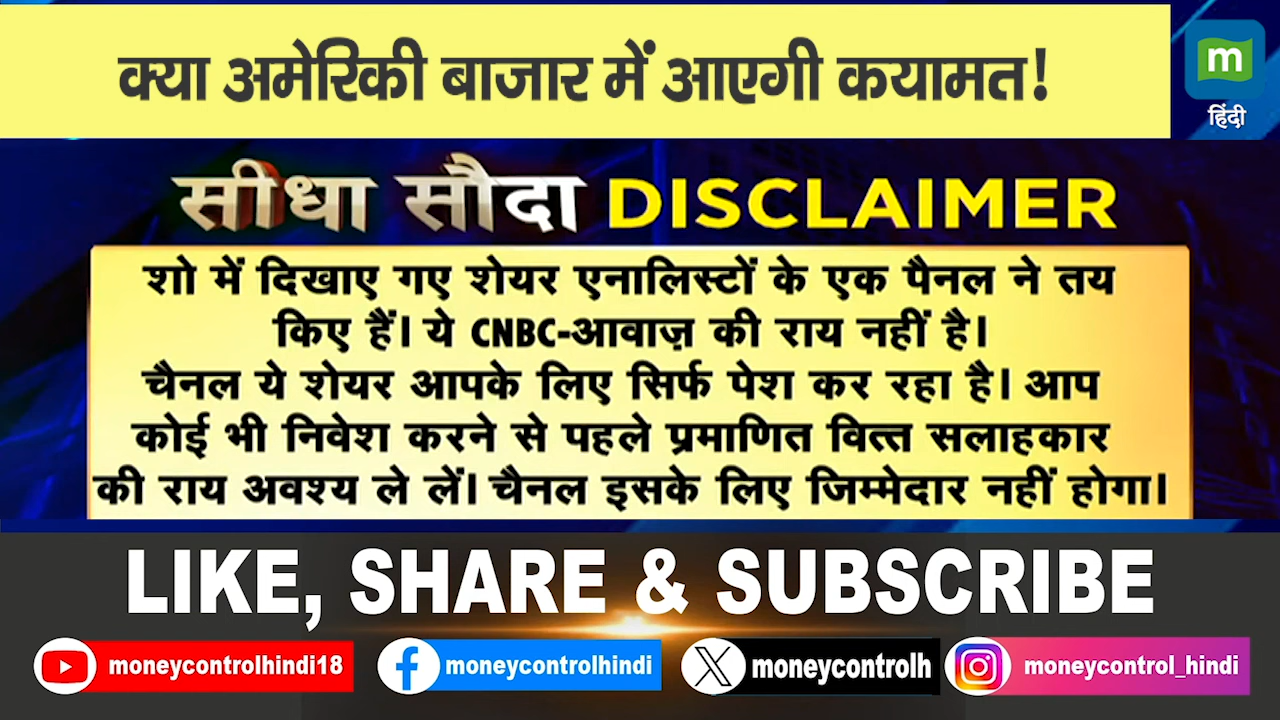 क्या अमेरिकी बाजार में आएगी कयामत!
m
हिंदी
सीधा सौदा DISCLAIMER
शो में दिखाए गए शेयर एनालिस्टों के एक पैनल ने तय
किए हैं। ये CNBC-आवाज़ की राय नहीं है।
चैनल ये शेयर आपके लिए सिर्फ पेश कर रहा है। आप
कोई भी निवेश करने से पहले प्रमाणित वित्त सलाहकार
की राय अवश्य ले लें। चैनल इसके लिए जिम्मेदार नहीं होगा।
LIKE, SHARE & SUBSCRIBE
moneycontrolhindi18 moneycontrolhindi moneycontrolh moneycontrol_hindi